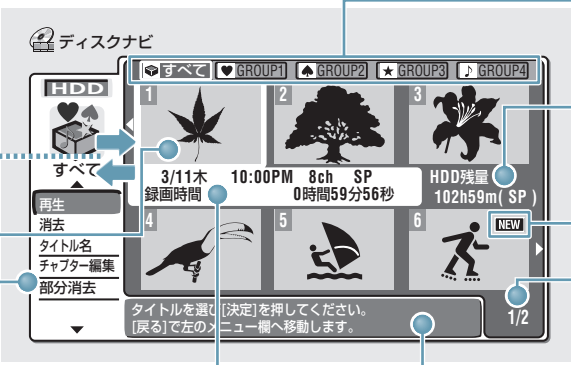 ディスクナビ
すべて GROUP1 GROUP2 GROUP3 GROUP4
HDD
すべて
再生
消去
タイトル名
チャプター編集
部分消去
1 2 3
3/11木 10:00PM 8ch SP
録画時間 0時間59分56秒
HDD残量
102h59m( SP )
4 5 6
NEW
タイトルを選び[決定]を押してください。
[戻る]で左のメニュー欄へ移動します。
1/2